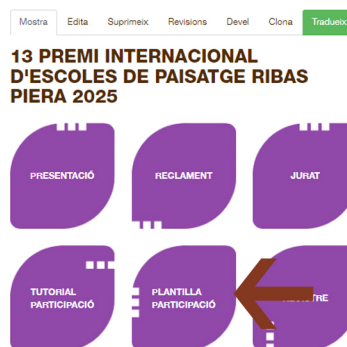 Mostra Edita Suprimeix Revisions Devel Clona Tradueix
13 PREMI INTERNACIONAL
D'ESCOLES DE PAISATGE RIBAS
PIERA 2025
PRESENTACIÓ REGLAMENT JURAT
TUTORIAL
PARTICIPACIÓ
PLANTILLA
PARTICIPACIÓ